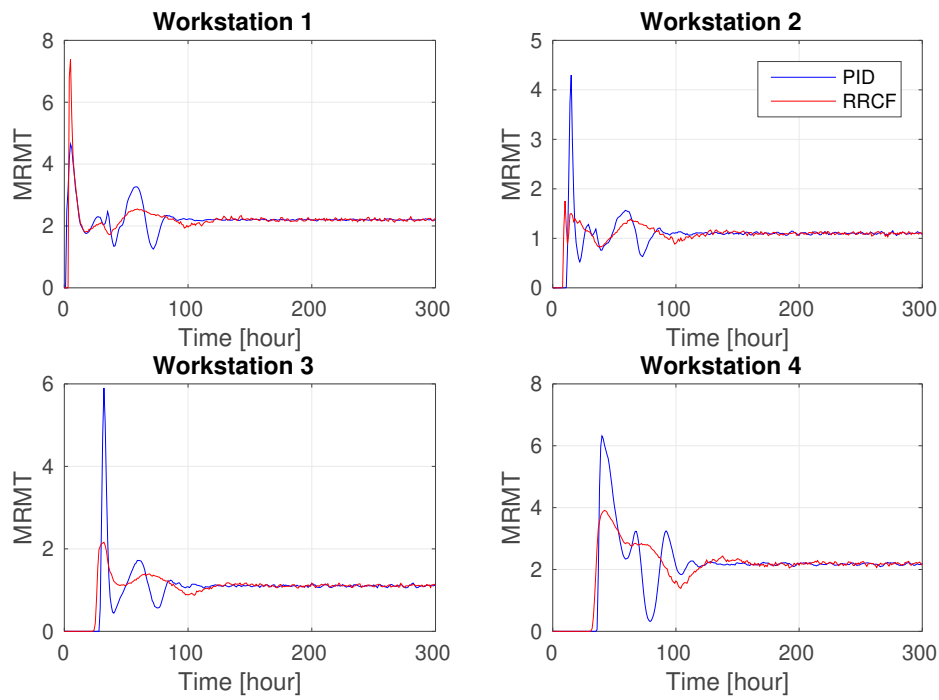 Workstation 1
8
6
4
2
0
MRMT
0 100 200 300
Time [hour]
Workstation 2
5
4
3
2
1
0
MRMT
PID
RRCF
0 100 200 300
Time [hour]
Workstation 3
6
4
2
0
MRMT
0 100 200 300
Time [hour]
Workstation 4
8
6
4
2
0
MRMT
0 100 200 300
Time [hour]